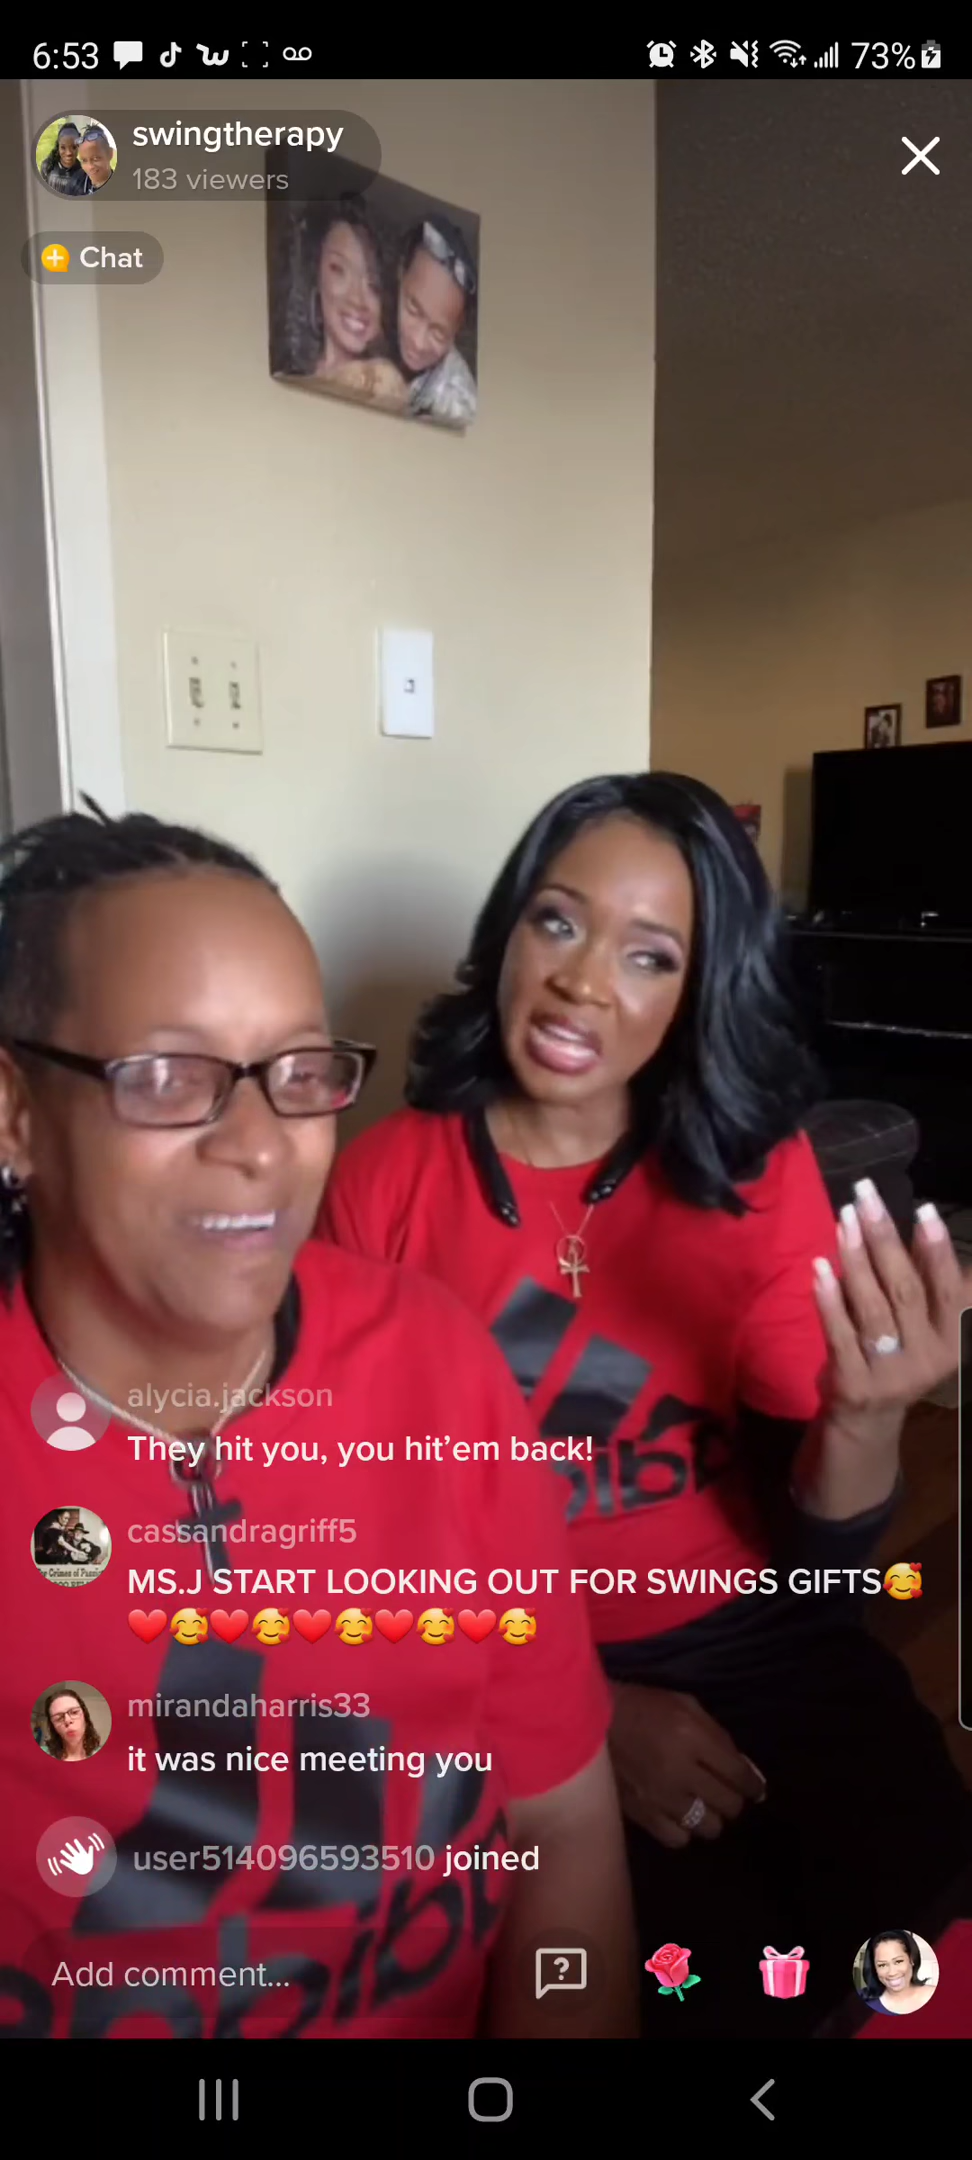 6:53
73%
swingtherapy
183 viewers
Chat
alycia.jackson
They hit you, you hit’em back!
cassandragriff5
MS.J START LOOKING OUT FOR SWINGS GIFTS🥰
❤️🥰❤️🥰❤️🥰❤️🥰❤️🥰
mirandaharris33
it was nice meeting you
user514096593510 joined
Add comment...